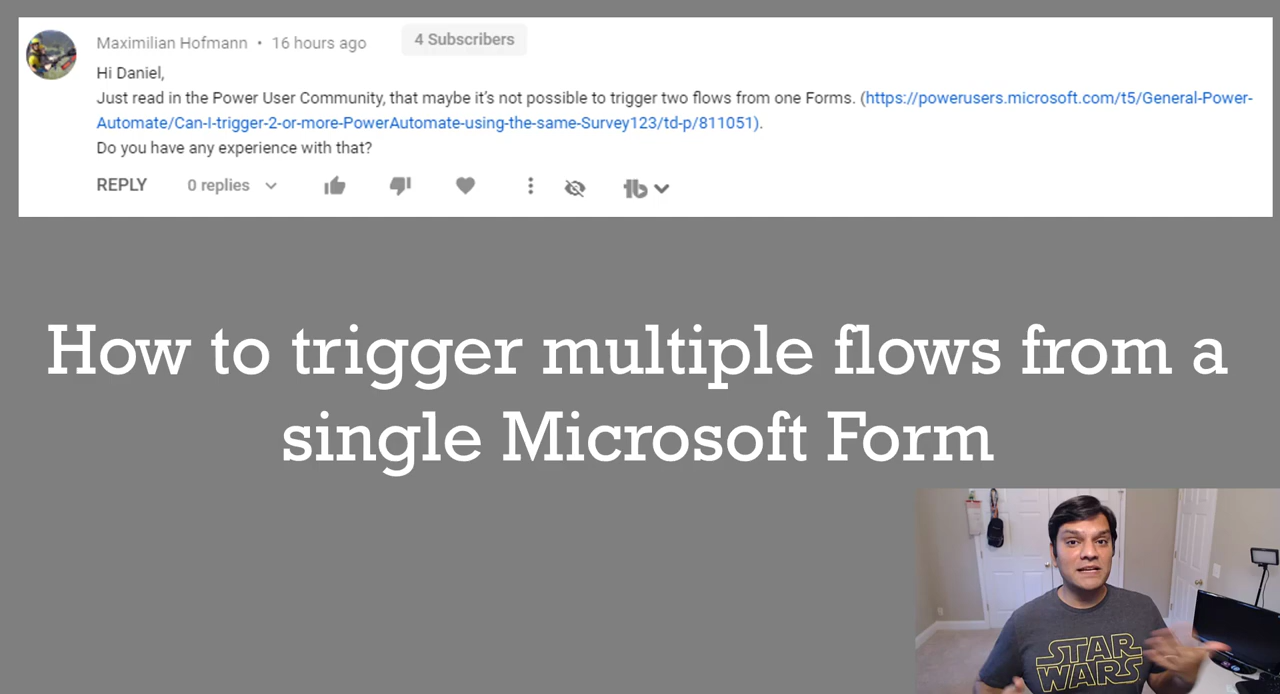 Maximilian Hofmann • 16 hours ago 4 Subscribers
Hi Daniel,
Just read in the Power User Community, that maybe it's not possible to trigger two flows from one Forms. (https://powerusers.microsoft.com/t5/General-Power-
Automate/Can-I-trigger-2-or-more-PowerAutomate-using-the-same-Survey123/td-p/811051).
Do you have any experience with that?
REPLY 0 replies
How to trigger multiple flows from a
single Microsoft Form
STAR
WARS